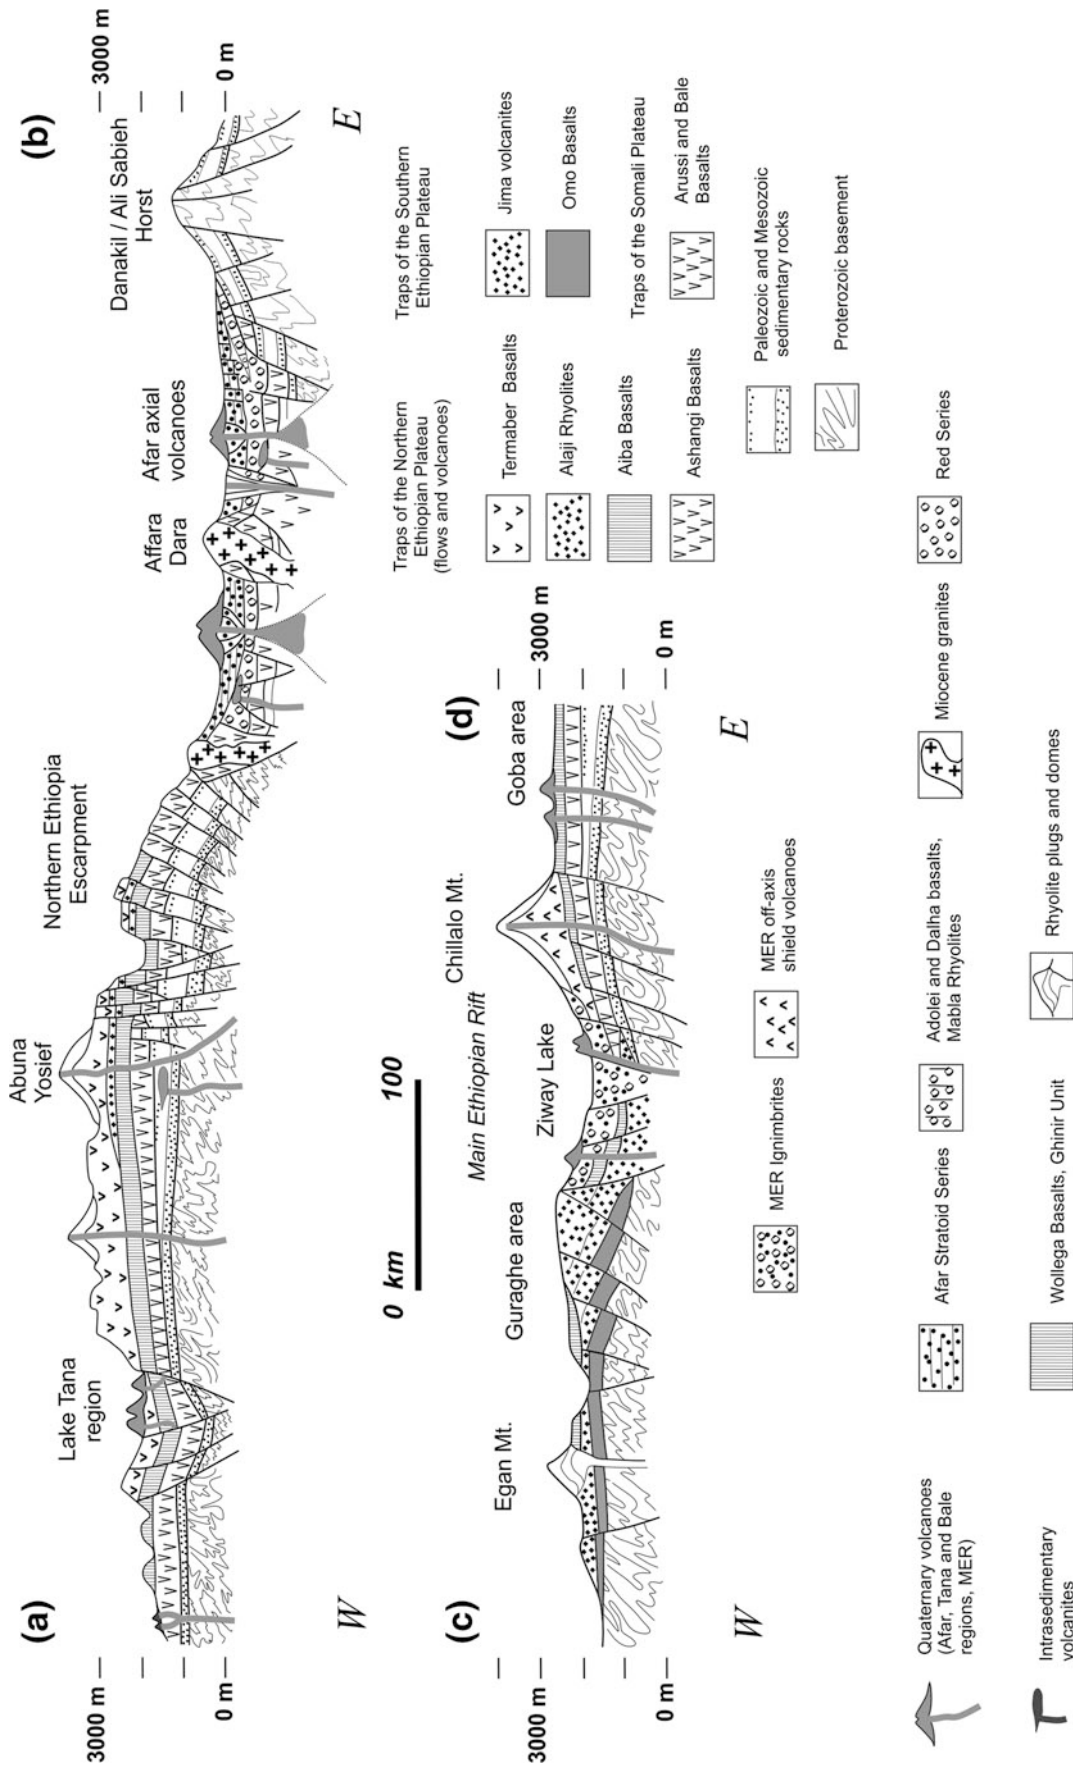 (a)
(b)
3000 m
0 m
3000 m
0 m
Lake Tana
region
Abuna
Yosief
Northern Ethiopia
Escarpment
Affara
Dara
Afar axial
volcanoes
Danakil / Ali Sabieh
Horst
W
E
0 km 100
(c)
(d)
3000 m
0 m
3000 m
0 m
Egan Mt.
Guraghe area
Main Ethiopian Rift
Ziway Lake
Chillalo Mt.
Goba area
W
E
Traps of the Northern
Ethiopian Plateau
(flows and volcanoes)
Termaber Basalts
Alaji Rhyolites
Aiba Basalts
Ashangi Basalts
Traps of the Southern
Ethiopian Plateau
Jima volcanites
Omo Basalts
Traps of the Somali Plateau
Arussi and Bale
Basalts
Paleozoic and Mesozoic
sedimentary rocks
Proterozoic basement
MER Ignimbrites
MER off-axis
shield volcanoes
Quaternary volcanoes
(Afar, Tana and Bale
regions, MER)
Afar Stratoid Series
Adolei and Dalha basalts,
Mabla Rhyolites
Miocene granites
Red Series
Intrasedimentary
volcanites
Wollega Basalts, Ghinir Unit
Rhyolite plugs and domes